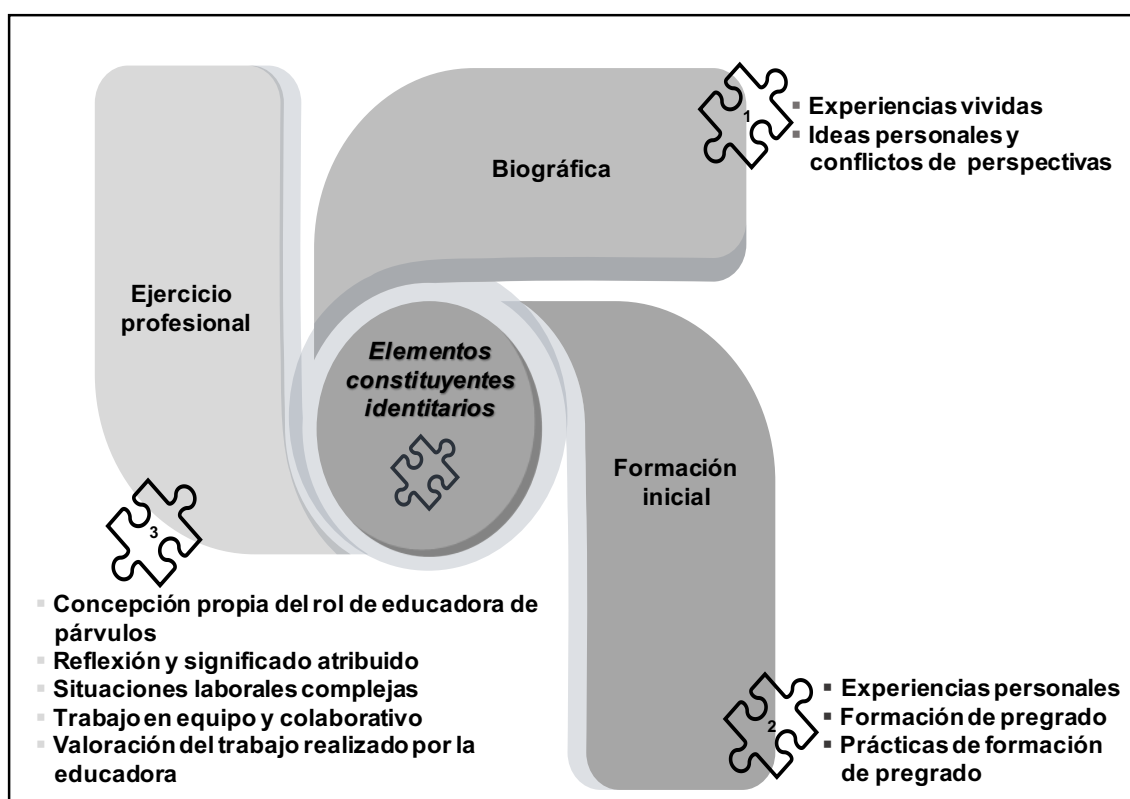 Biográfica
1
Experiencias vividas
Ideas personales y
conflictos de perspectivas
Ejercicio
profesional
Elementos
constituyentes
identitarios
Formación
inicial
2
Experiencias personales
Formación de pregrado
Prácticas de formación
de pregrado
3
Concepción propia del rol de educadora de
párvulos
Reflexión y significado atribuido
Situaciones laborales complejas
Trabajo en equipo y colaborativo
Valoración del trabajo realizado por la
educadora